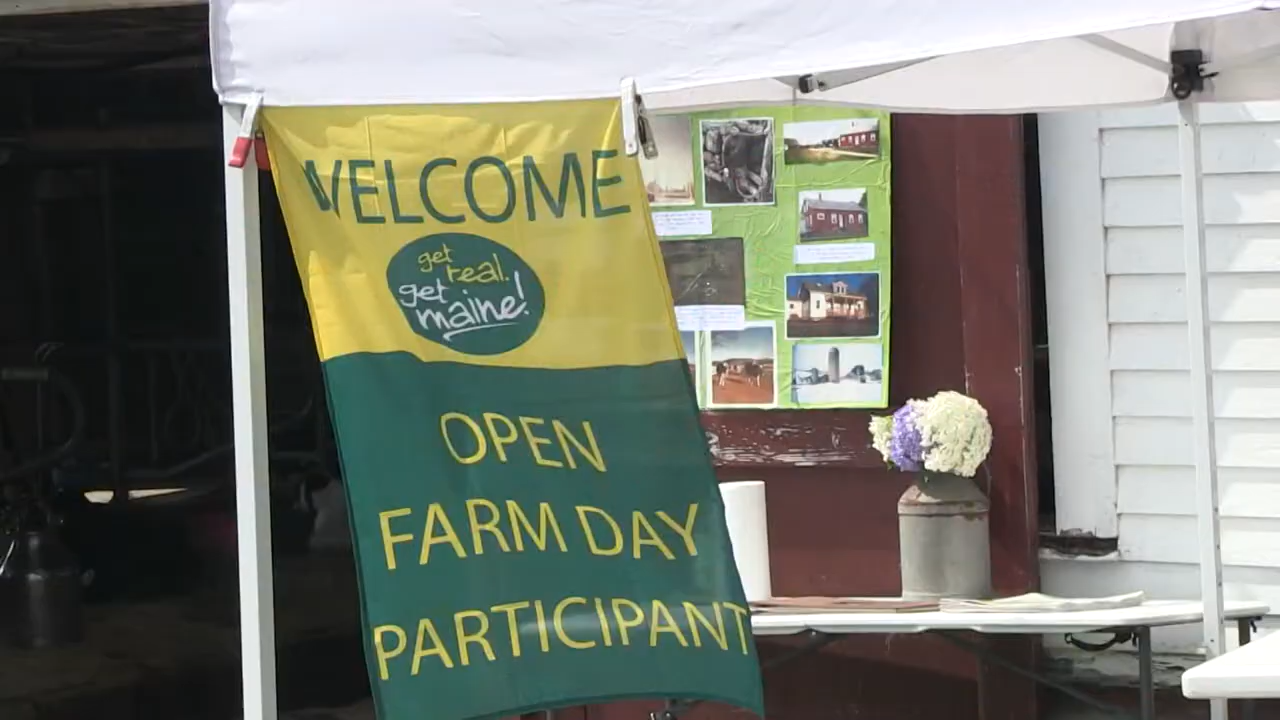 WELCOME
get
real.
get
maine!
OPEN
FARM DAY
PARTICIPANT